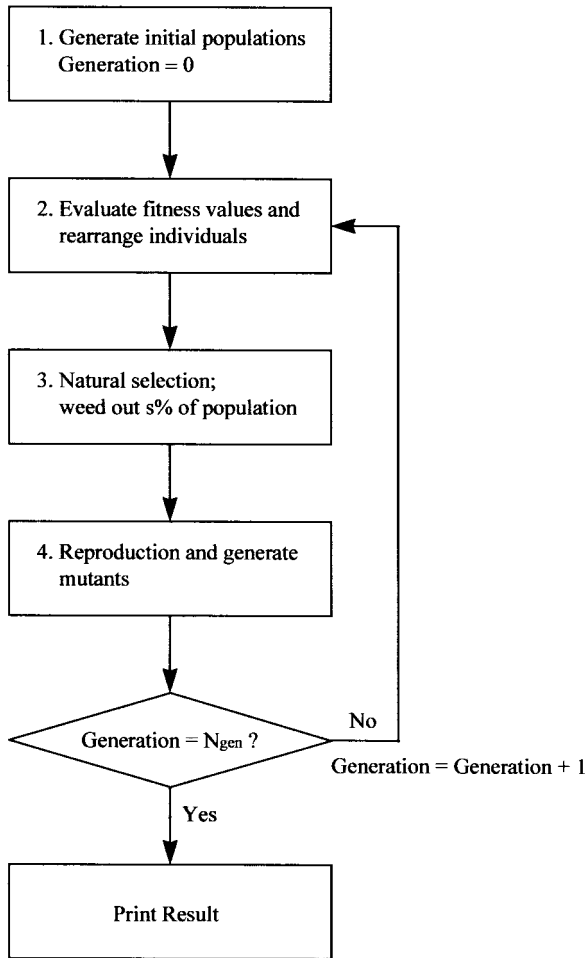 1. Generate initial populations
Generation = 0
2. Evaluate fitness values and
rearrange individuals
3. Natural selection;
weed out s% of population
4. Reproduction and generate
mutants
Generation = Ngen ?
No
Generation = Generation + 1
Yes
Print Result